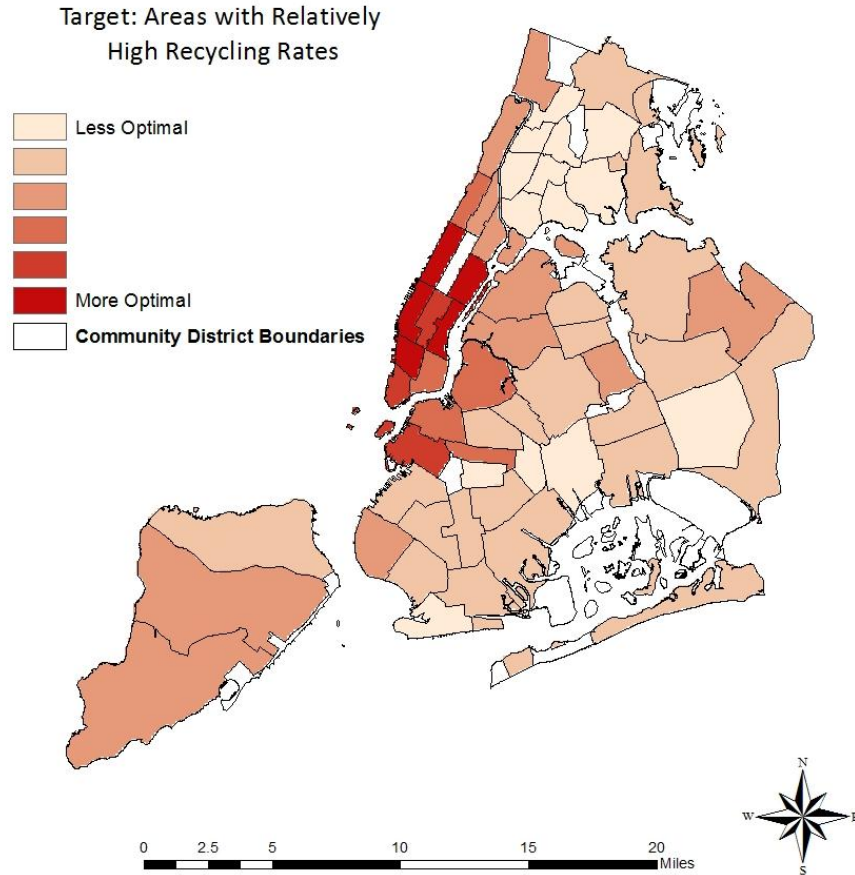 Target: Areas with Relatively
High Recycling Rates
Less Optimal
More Optimal
Community District Boundaries
N
W
E
S
0 2.5 5 10 15 20
Miles